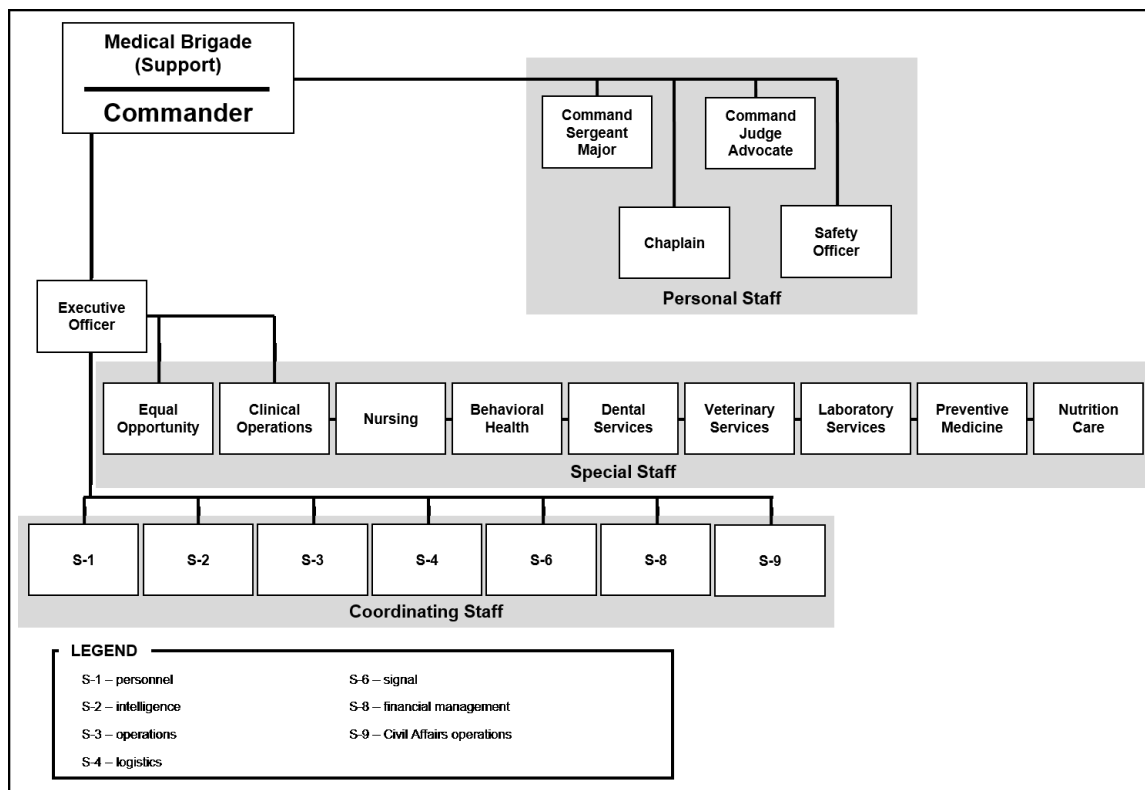 Medical Brigade
(Support)
Commander
Command
Sergeant
Major
Command
Judge
Advocate
Chaplain
Safety
Officer
Personal Staff
Executive
Officer
Equal
Opportunity
Clinical
Operations
Nursing
Behavioral
Health
Dental
Services
Veterinary
Services
Laboratory
Services
Preventive
Medicine
Nutrition
Care
Special Staff
S-1
S-2
S-3
S-4
S-6
S-8
S-9
Coordinating Staff
LEGEND
S-1 – personnel
S-2 – intelligence
S-3 – operations
S-4 – logistics
S-6 – signal
S-8 – financial management
S-9 – Civil Affairs operations